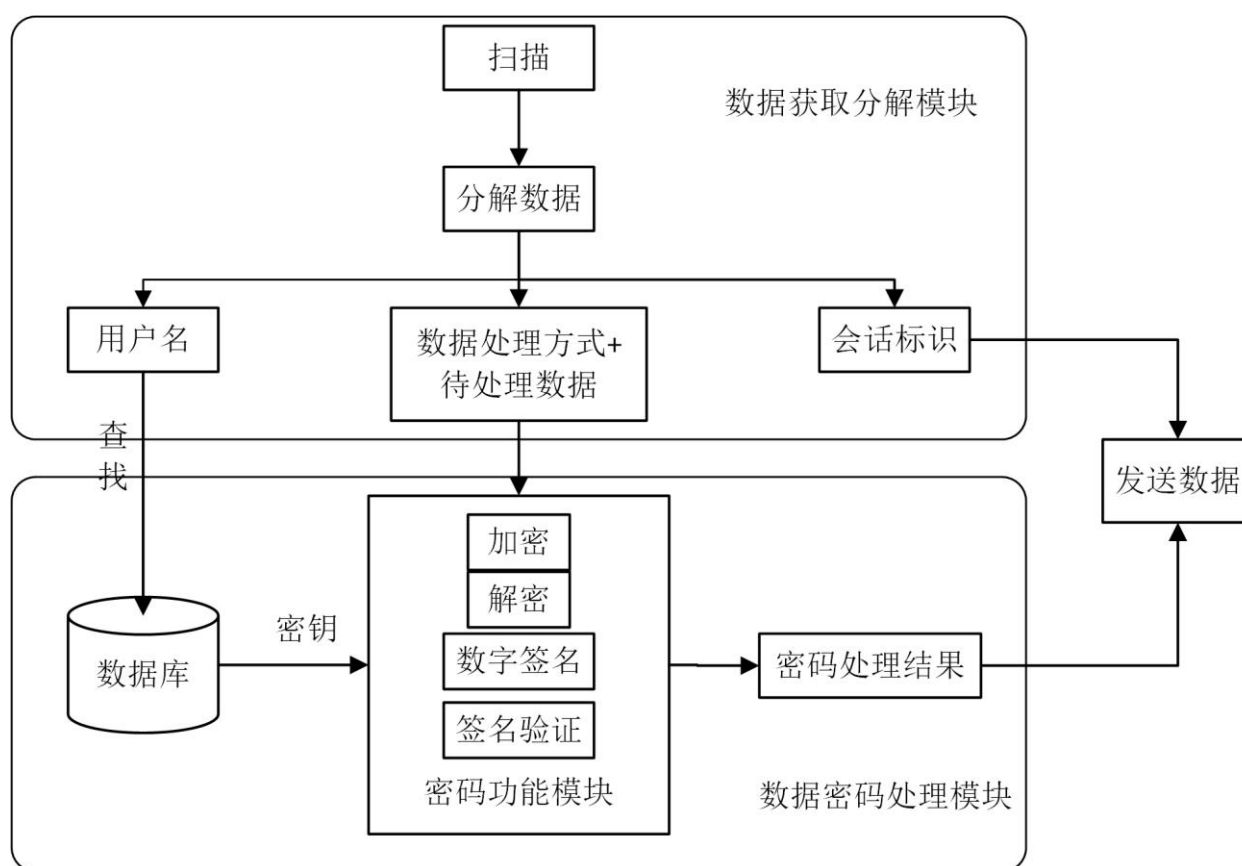 扫描
数据获取分解模块
分解数据
用户名
数据处理方式+
待处理数据
会话标识
查
找
发送数据
加密
解密
密钥
数字签名
数据库
密码处理结果
签名验证
密码功能模块
数据密码处理模块